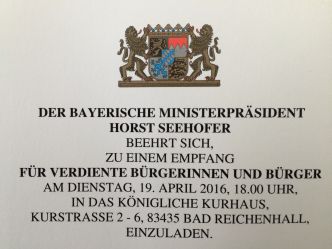 DER BAYERISCHE MINISTERPRÄSIDENT
HORST SEEHOFER
BEEHRT SICH,
ZU EINEM EMPFANG
FÜR VERDIENTE BÜRGERINNEN UND BÜRGER
AM DIENSTAG, 19. APRIL 2016, 18.00 UHR,
IN DAS KÖNIGLICHE KURHAUS,
KURSTRASSE 2 - 6, 83435 BAD REICHENHALL,
EINZULADEN.